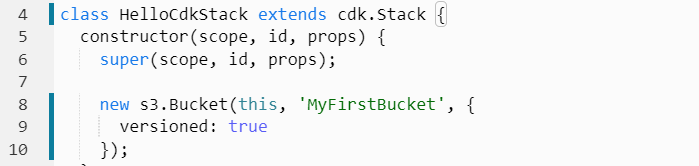 4 class HelloCdkStack extends cdk.Stack {
5   constructor(scope, id, props) {
6     super(scope, id, props);
7
8     new s3.Bucket(this, 'MyFirstBucket', {
9       versioned: true
10     });